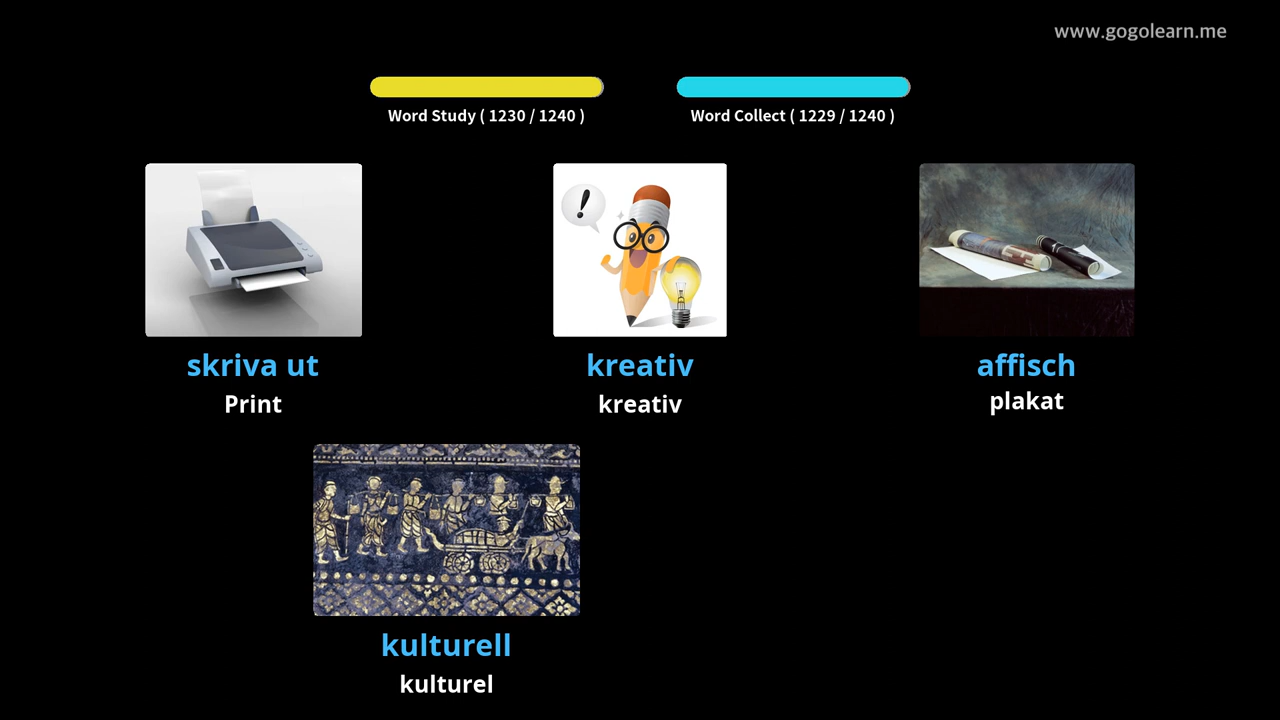 www.gogolearn.me
Word Study ( 1230 / 1240 )
Word Collect ( 1229 / 1240 )
skriva ut
Print
kreativ
kreativ
affisch
plakat
kulturell
kulturel